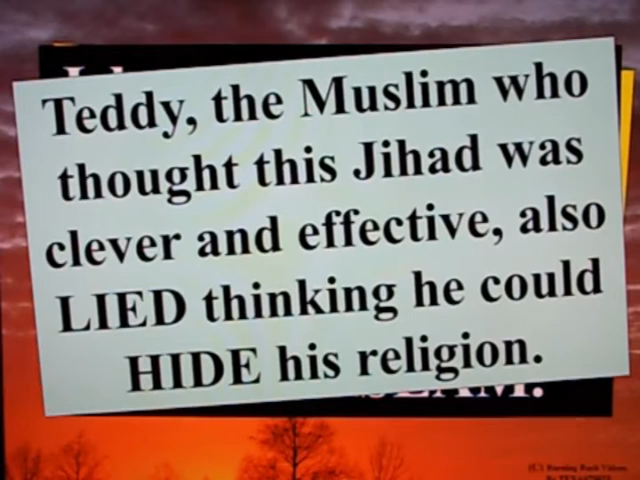 Teddy, the Muslim who
thought this Jihad was
clever and effective, also
LIED thinking he could
HIDE his religion.